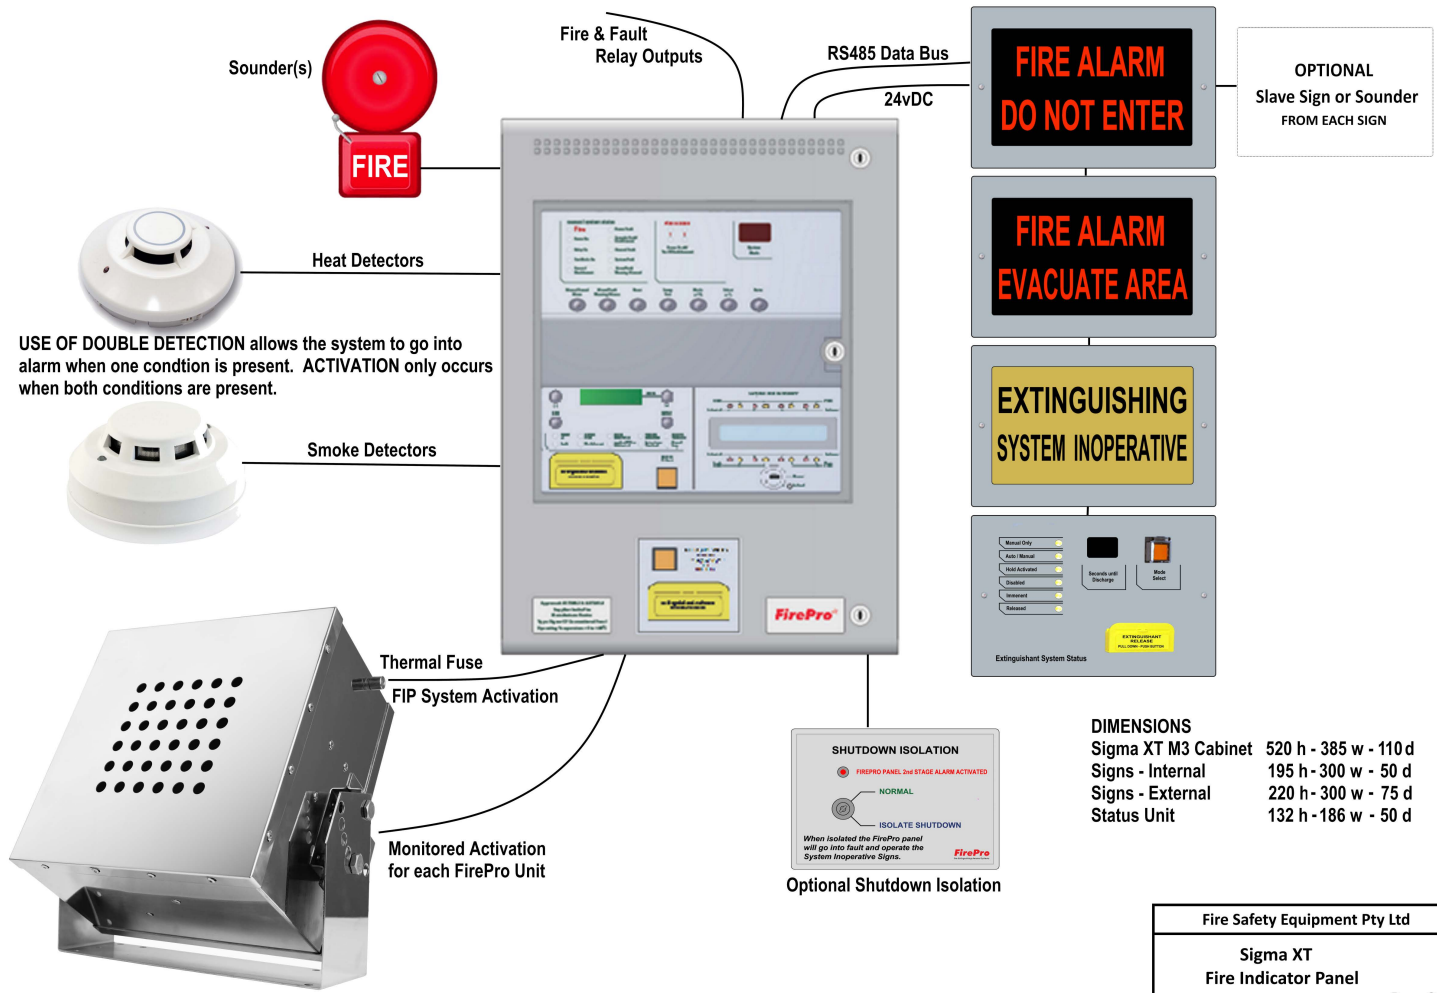 Sounder(s)
FIRE
Fire & Fault
Relay Outputs
RS485 Data Bus
24vDC
FIRE ALARM
DO NOT ENTER
OPTIONAL
Slave Sign or Sounder
FROM EACH SIGN
FIRE ALARM
EVACUATE AREA
EXTINGUISHING
SYSTEM INOPERATIVE
Heat Detectors
USE OF DOUBLE DETECTION allows the system to go into
alarm when one condtion is present.  ACTIVATION only occurs
when both conditions are present.
Smoke Detectors
Fire
FirePro
Manual Only
Auto / Manual
Hold Activated
Disabled
Immenent
Released
Seconds until
Discharge
Mode
Select
EXTINGUISHANT
RELEASE
PULL DOWN - PUSH BUTTON
Extinguishant System Status
Thermal Fuse
FIP System Activation
Monitored Activation
for each FirePro Unit
SHUTDOWN ISOLATION
FIREPRO PANEL 2nd STAGE ALARM ACTIVATED
NORMAL
ISOLATE SHUTDOWN
When isolated the FirePro panel
will go into fault and operate the
System Inoperative Signs.
FirePro
Optional Shutdown Isolation
DIMENSIONS
Sigma XT M3 Cabinet 520 h - 385 w - 110 d
Signs - Internal 195 h - 300 w - 50 d
Signs - External 220 h - 300 w - 75 d
Status Unit 132 h - 186 w - 50 d
Fire Safety Equipment Pty Ltd
Sigma XT
Fire Indicator Panel